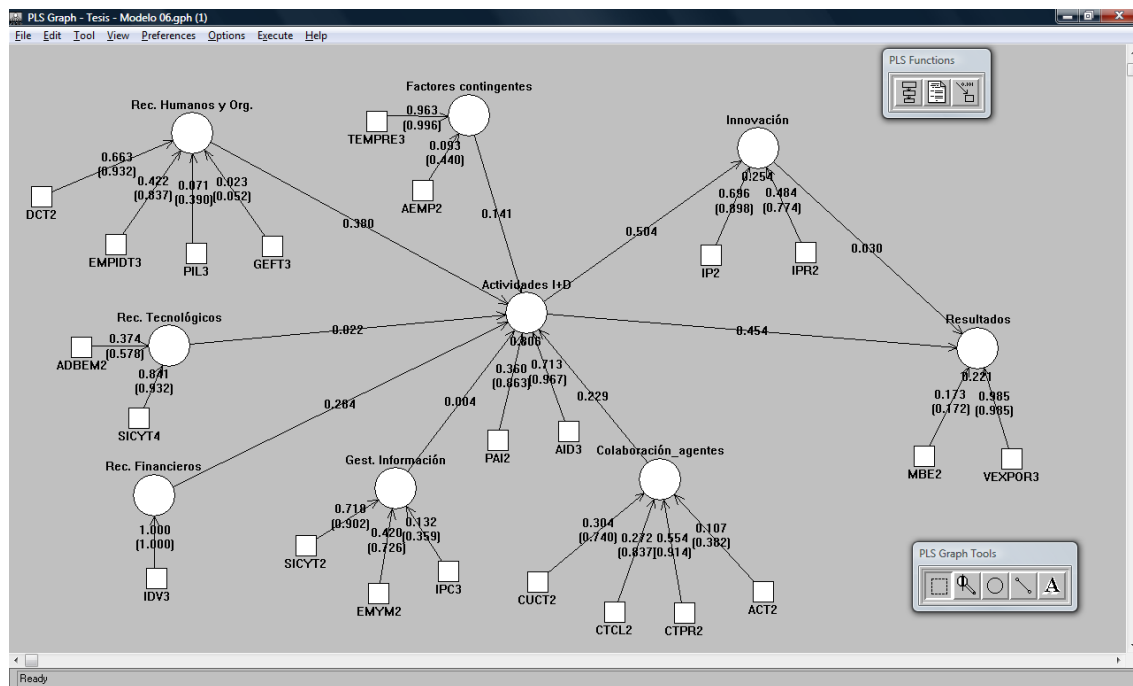 PLS Graph - Tesis - Modelo 06.gph (1)
File Edit Tool View Preferences Options Execute Help
PLS Functions
0.001
Factores contingentes
Rec. Humanos y Org.
0.963
(0.996)
TEMPRE3
0.093
(0.440)
AEMP2
Innovación
0.254
0.663
(0.932)
0.422
(0.837)
0.071
(0.390)
0.023
(0.052)
DCT2
EMPIDT3
PIL3
GEFT3
0.696
(0.898)
0.484
(0.774)
IP2
IPR2
0.380
0.141
0.504
0.030
Actividades I+D
0.806
Rec. Tecnológicos
0.374
(0.578)
ADBEM2
0.841
(0.932)
SICYT4
0.022
0.454
Resultados
0.221
0.173
(0.172)
0.985
(0.985)
MBE2
VEXPOR3
0.360
(0.863)
0.713
(0.967)
PAI2
AID3
0.284
0.004
0.229
Rec. Financieros
1.000
(1.000)
IDV3
Gest. Información
0.718
(0.902)
0.420
(0.726)
0.132
(0.359)
SICYT2
EMYM2
IPC3
Colaboración_agentes
0.304
(0.740)
0.272
(0.837)
0.554
(0.914)
0.107
(0.382)
CUCT2
CTCL2
CTPR2
ACT2
PLS Graph Tools
A
Ready